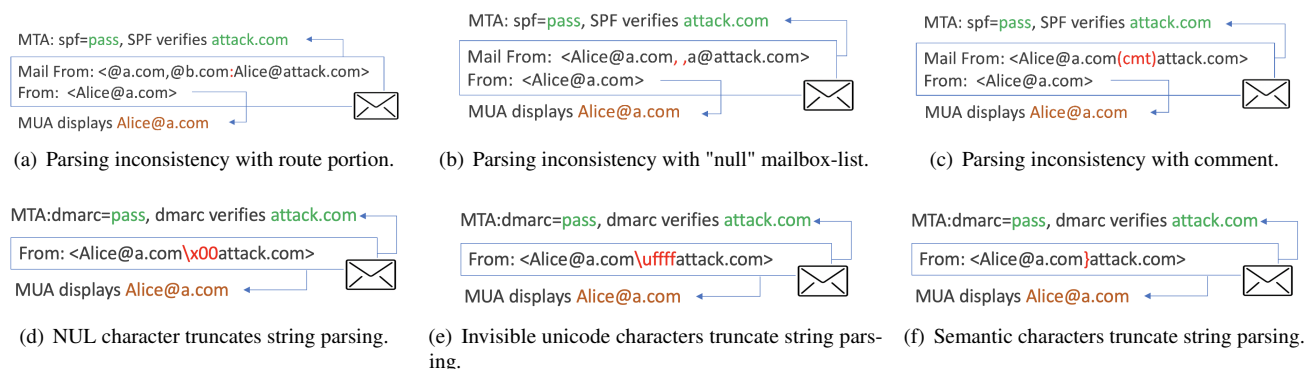 MTA: spf=pass, SPF verifies attack.com
Mail From: <@a.com,@b.com:Alice@attack.com>
From: <Alice@a.com>
MUA displays Alice@a.com
(a) Parsing inconsistency with route portion.
MTA: spf=pass, SPF verifies attack.com
Mail From: <Alice@a.com, ,a@attack.com>
From: <Alice@a.com>
MUA displays Alice@a.com
(b) Parsing inconsistency with "null" mailbox-list.
MTA: spf=pass, SPF verifies attack.com
Mail From: <Alice@a.com(cmt)attack.com>
From: <Alice@a.com>
MUA displays Alice@a.com
(c) Parsing inconsistency with comment.
MTA:dmarc=pass, dmarc verifies attack.com
From: <Alice@a.com\x00attack.com>
MUA displays Alice@a.com
(d) NUL character truncates string parsing.
MTA:dmarc=pass, dmarc verifies attack.com
From: <Alice@a.com\uffffattack.com>
MUA displays Alice@a.com
(e) Invisible unicode characters truncate string pars-
ing.
MTA:dmarc=pass, dmarc verifies attack.com
From: <Alice@a.com}attack.com>
MUA displays Alice@a.com
(f) Semantic characters truncate string parsing.